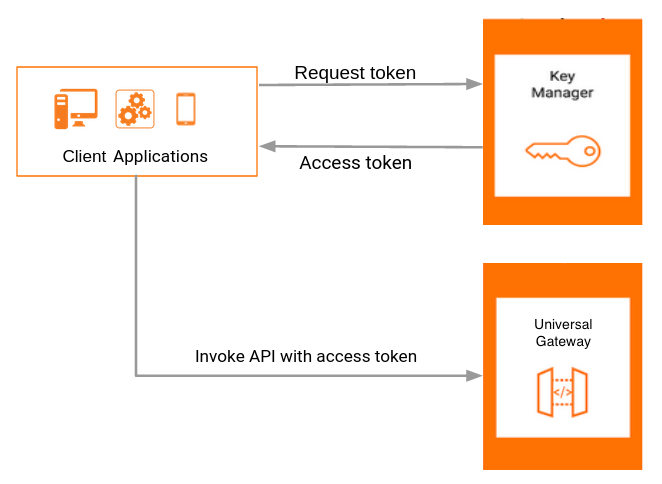 Request token
Key
Manager
Client Applications
Access token
Universal
Gateway
</>
Invoke API with access token